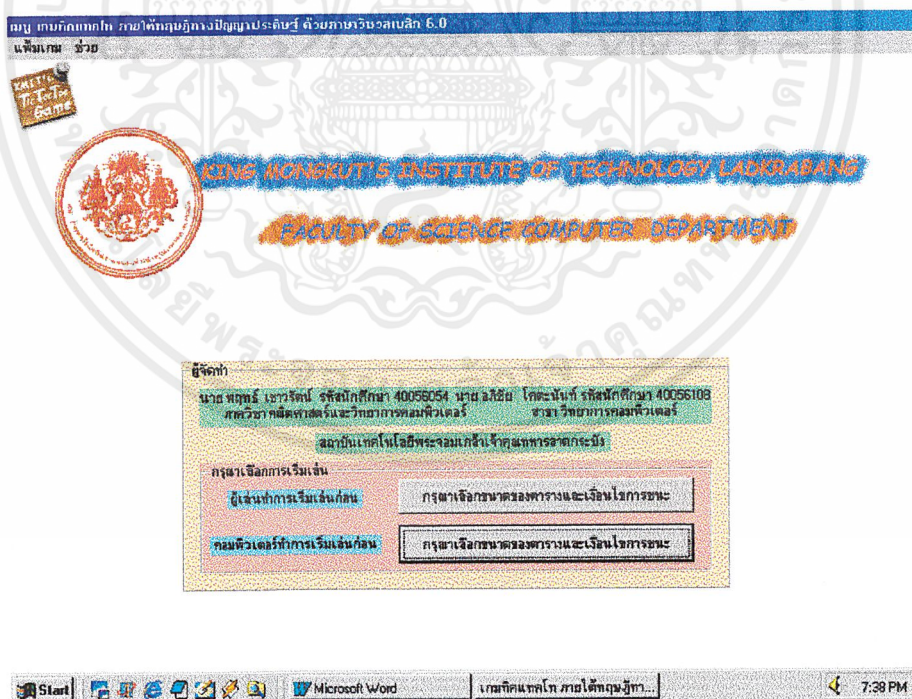 เมนู เกมทิคแทคโท ภายใต้ทฤษฎีทางปัญญาประดิษฐ์ ด้วยภาษาวิชวลเบสิก 6.0
แฟ้มเกม ช่วย
KMIT'L
TicTacToe
Game
KING MONGKUT'S INSTITUTE OF TECHNOLOGY LADKRABANG
FACULTY OF SCIENCE COMPUTER DEPARTMENT
ผู้จัดทำ
นาย พฤทธ์ เชาวรัตน์ รหัสนักศึกษา 40056054 นาย อภิชัย โกตะนันท์ รหัสนักศึกษา 40056108
ภาควิชา คณิตศาสตร์และวิทยาการคอมพิวเตอร์ สาขา วิทยาการคอมพิวเตอร์
สถาบันเทคโนโลยีพระจอมเกล้าเจ้าคุณทหารลาดกระบัง
กรุณาเลือกการเริ่มเล่น
ผู้เล่นทำการเริ่มเล่นก่อน กรุณาเลือกขนาดของตารางและเงื่อนไขการชนะ
คอมพิวเตอร์ทำการเริ่มเล่นก่อน กรุณาเลือกขนาดของตารางและเงื่อนไขการชนะ
Start Microsoft Word เกมทิคแทคโท ภายใต้ทฤษฎีทา... 7:38 PM